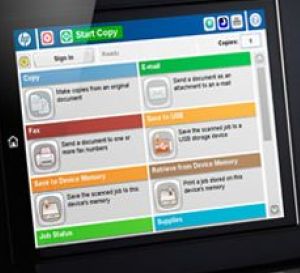 hp
Start Copy
Sign In
Ready
Copies: 1
Copy
Make copies from an original
document
E-mail
Send a document as an
attachment to an e-mail
Fax
Send a document to one or
more fax numbers
Save to USB
Save the scanned job to a
USB storage device
Save to Device Memory
Save the scanned job to this
device's memory
Retrieve from Device Memory
Print a job stored on this
device's memory
Job Status
Supplies